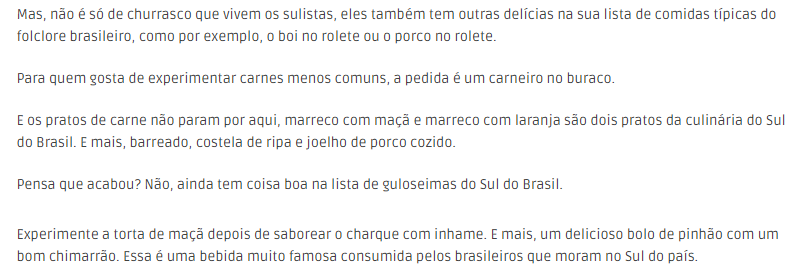 Mas, não é só de churrasco que vivem os sulistas, eles também tem outras delícias na sua lista de comidas típicas do
folclore brasileiro, como por exemplo, o boi no rolete ou o porco no rolete.
Para quem gosta de experimentar carnes menos comuns, a pedida é um carneiro no buraco.
E os pratos de carne não param por aqui, marreco com maçã e marreco com laranja são dois pratos da culinária do Sul
do Brasil. E mais, barreado, costela de ripa e joelho de porco cozido.
Pensa que acabou? Não, ainda tem coisa boa na lista de guloseimas do Sul do Brasil.
Experimente a torta de maçã depois de saborear o charque com inhame. E mais, um delicioso bolo de pinhão com um
bom chimarrão. Essa é uma bebida muito famosa consumida pelos brasileiros que moram no Sul do país.